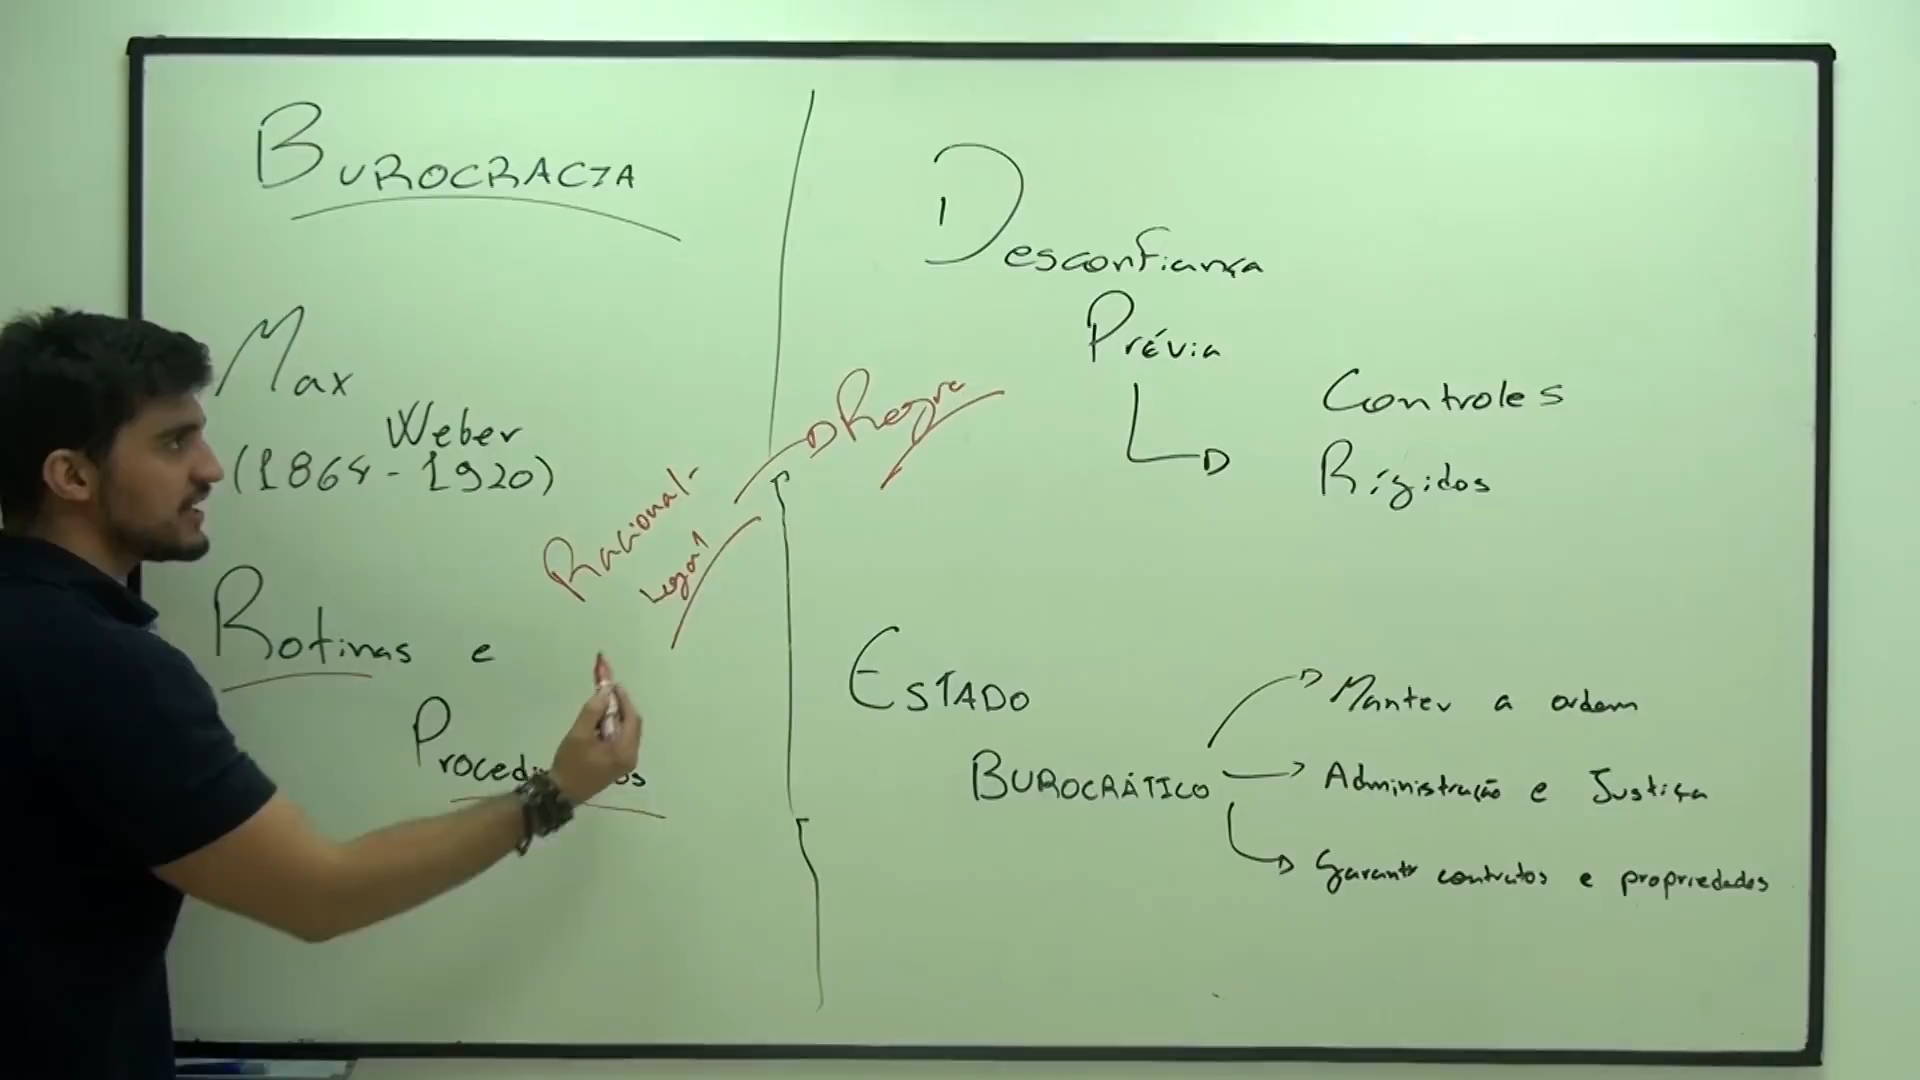 BUROCRACIA
Max
Weber
(1864-1920)
Rotinas e
Racional-
Legal
Regra
Desconfiança
Prévia
Controles
Rígidos
ESTADO
BUROCRÁTICO
Manter a ordem
Administração e Justiça
Garantir contratos e propriedades